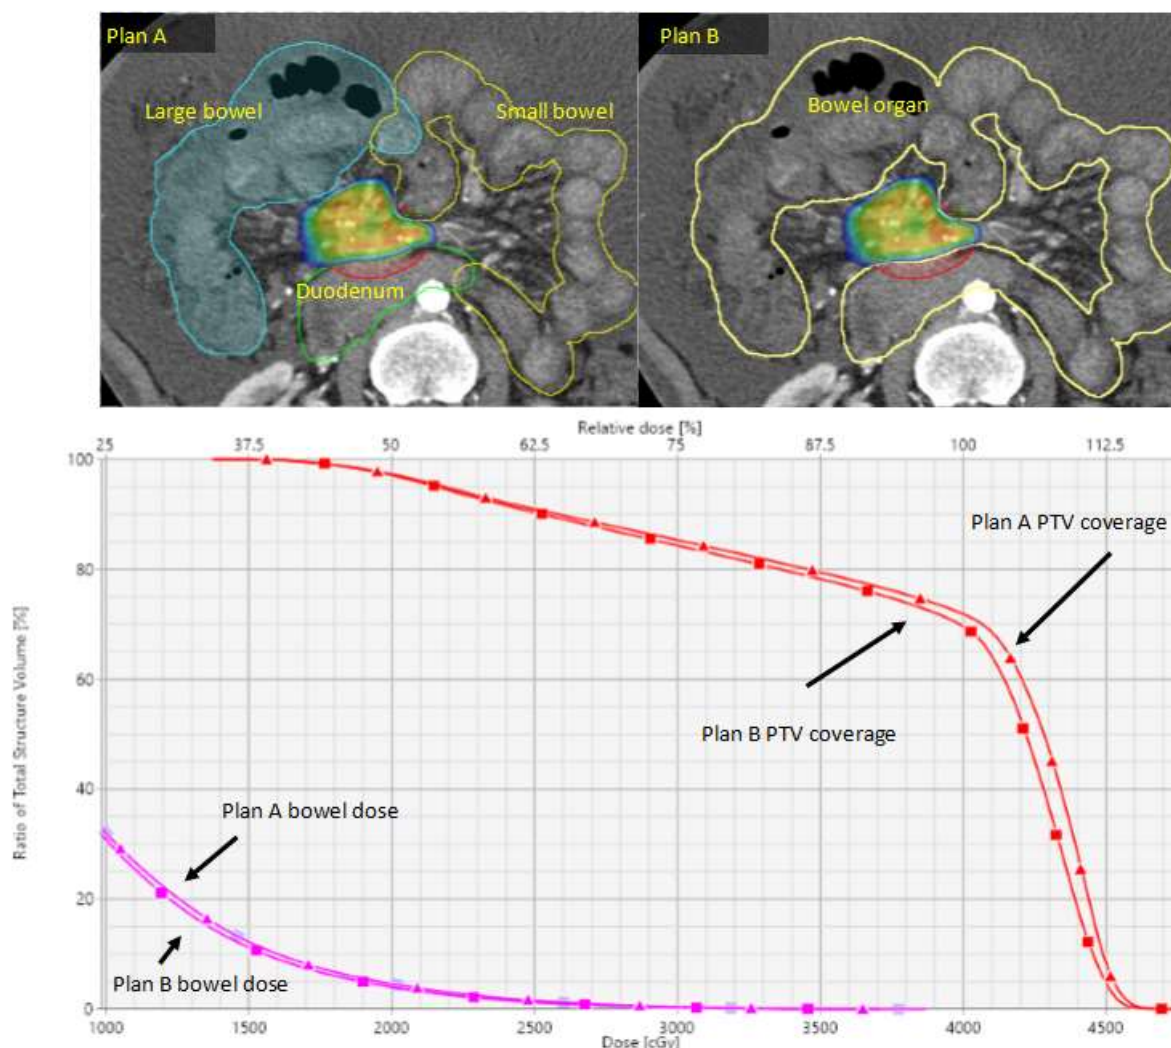 Plan A
Plan B
Large bowel
Small bowel
Bowel organ
Duodenum
Relative dose [%]
25 37.5 50 62.5 75 87.5 100 112.5
100
80
60
40
20
0
Ratio of Total Structure Volume [%]
Plan A PTV coverage
Plan B PTV coverage
Plan A bowel dose
Plan B bowel dose
1000 1500 2000 2500 3000 3500 4000 4500
Dose [cGy]